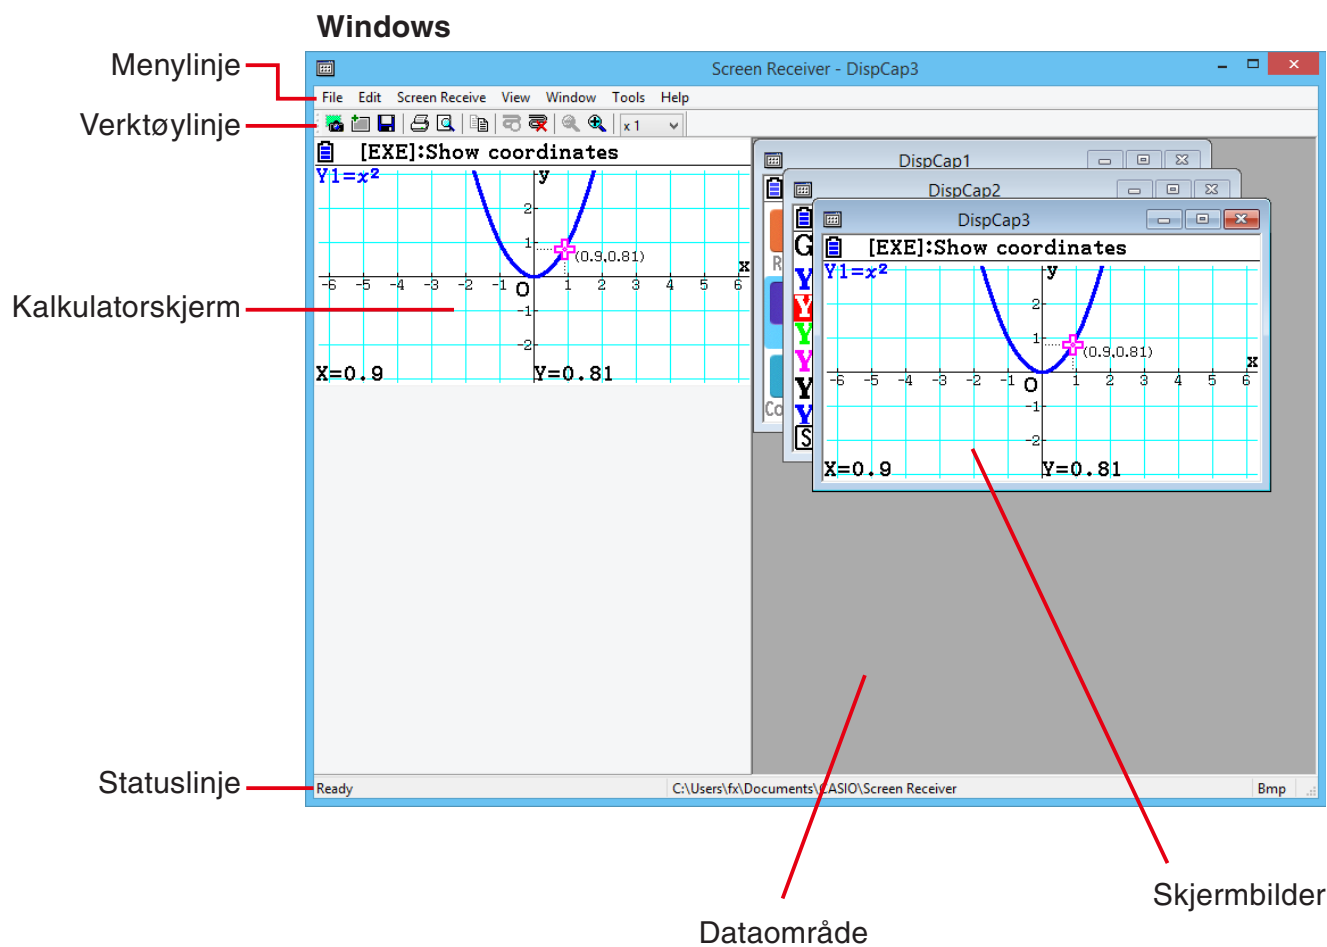 Windows
Menylinje
Screen Receiver - DispCap3
File Edit Screen Receive View Window Tools Help
Verktøylinje
x 1
[EXE]:Show coordinates
Y1=x²
y
2
1
(0.9,0.81)
x
-6 -5 -4 -3 -2 -1 O 1 2 3 4 5 6
-1
-2
X=0.9 Y=0.81
Kalkulatorskjerm
DispCap1
R
Co
DispCap2
G
Y
Y
Y
Y
Y
Y
S
DispCap3
[EXE]:Show coordinates
Y1=x²
y
2
1
(0.9,0.81)
x
-6 -5 -4 -3 -2 -1 O 1 2 3 4 5 6
-1
-2
X=0.9 Y=0.81
Statuslinje
Ready C:\Users\fx\Documents\CASIO\Screen Receiver Bmp
Skjermbilder
Dataområde